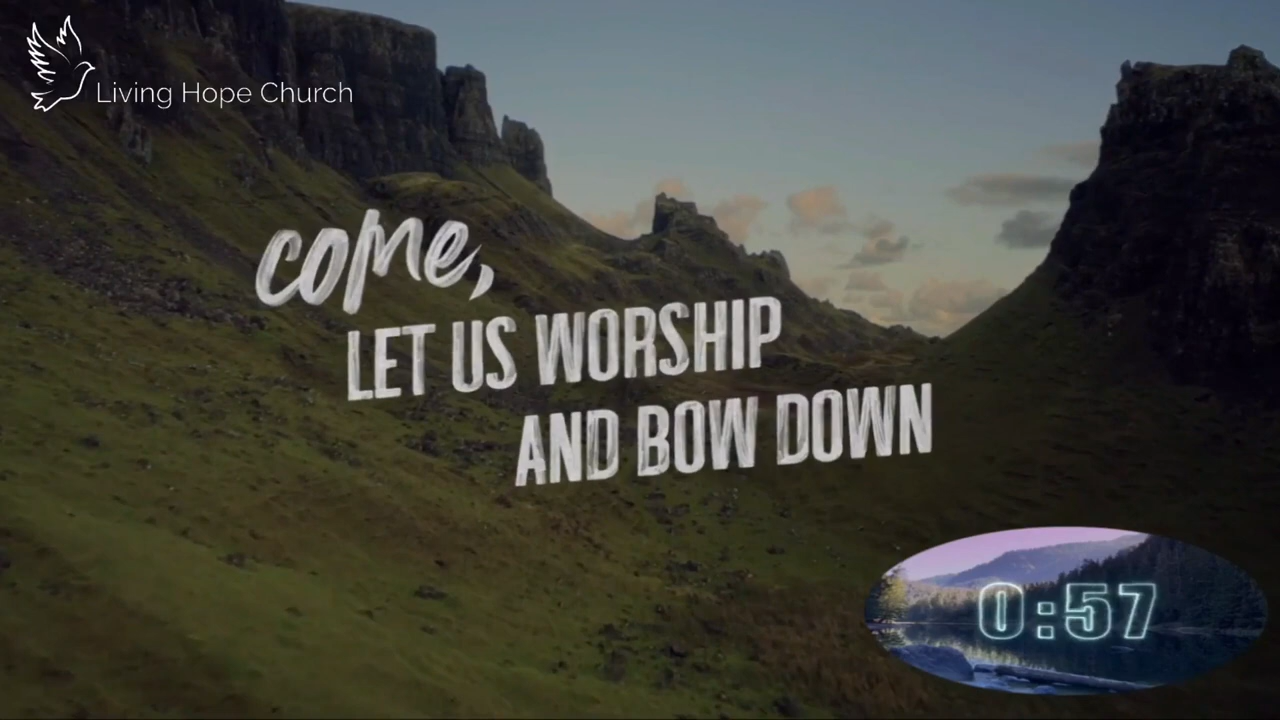 Living Hope Church
come,
LET US WORSHIP
AND BOW DOWN
0:57